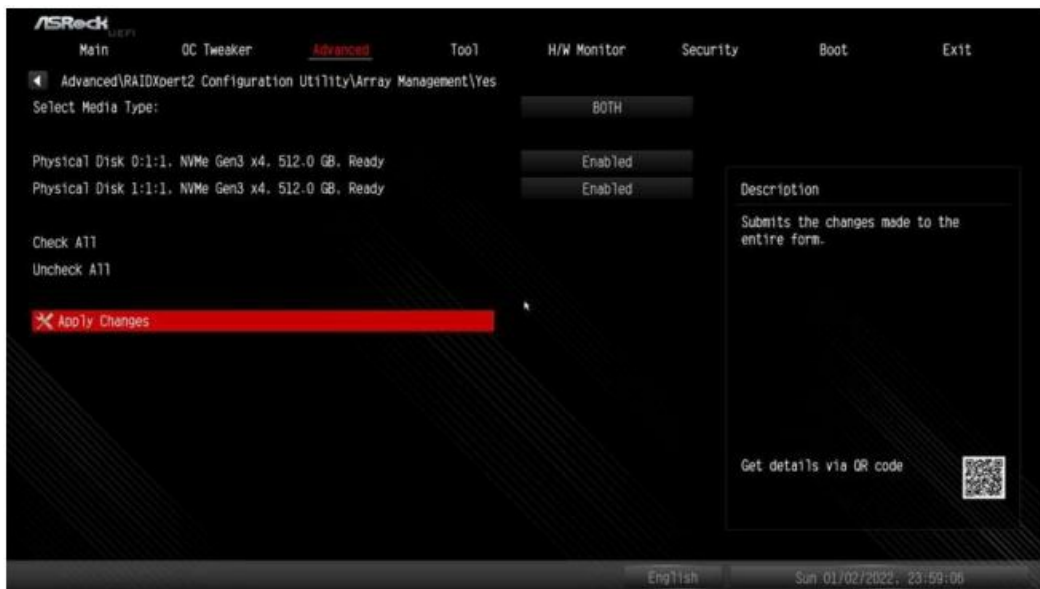 ASRock
UEFI
Main OC Tweaker Advanced Tool H/W Monitor Security Boot Exit
Advanced\RAIDXpert2 Configuration Utility\Array Management\Yes
Select Media Type: BOTH
Physical Disk 0:1:1, NVMe Gen3 x4, 512.0 GB, Ready Enabled
Physical Disk 1:1:1, NVMe Gen3 x4, 512.0 GB, Ready Enabled
Description
Submits the changes made to the
entire form.
Check All
Uncheck All
Apply Changes
Get details via QR code
English Sun 01/02/2022, 23:59:06